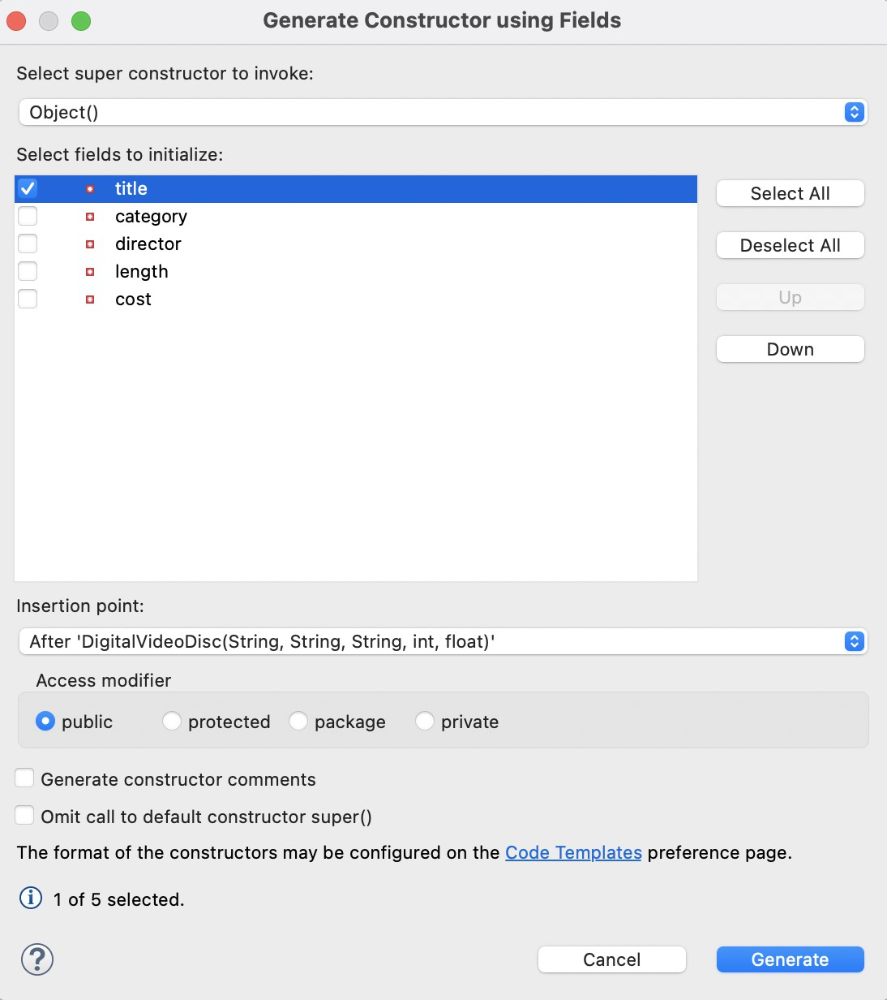 Generate Constructor using Fields
Select super constructor to invoke:
Object()
Select fields to initialize:
title
category
director
length
cost
Select All
Deselect All
Up
Down
Insertion point:
After 'DigitalVideoDisc(String, String, String, int, float)'
Access modifier
public protected package private
Generate constructor comments
Omit call to default constructor super()
The format of the constructors may be configured on the Code Templates preference page.
1 of 5 selected.
Cancel Generate